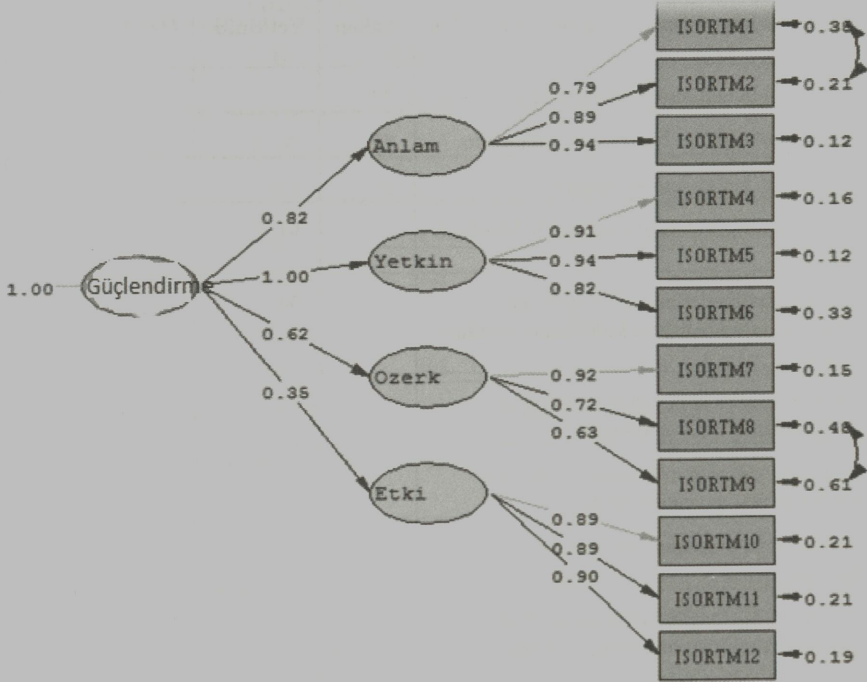 ISORTM1 0.38
0.79
ISORTM2 0.21
0.89
Anlam 0.94 ISORTM3 0.12
ISORTM4 0.16
0.82 0.91
Yetkin 0.94 ISORTM5 0.12
1.00 Güçlendirme 1.00 0.82
ISORTM6 0.33
0.62
Ozerk 0.92 ISORTM7 0.15
0.35 0.72
0.63 ISORTM8 0.48
ISORTM9 0.61
Etki
0.89 ISORTM10 0.21
0.89
0.90 ISORTM11 0.21
ISORTM12 0.19